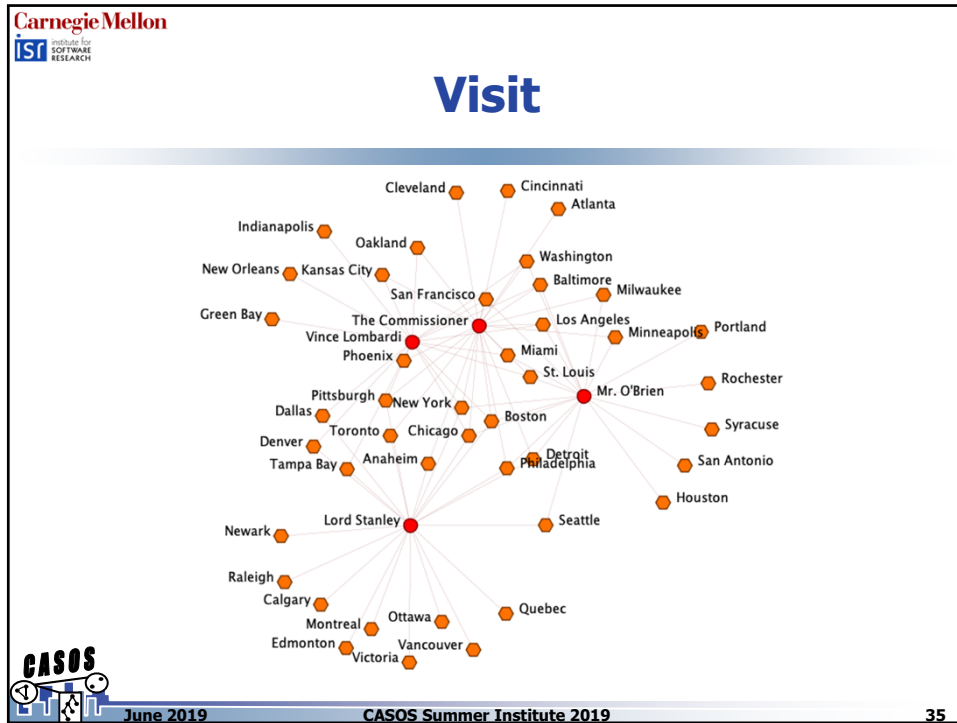 Carnegie Mellon
isr institute for
SOFTWARE
RESEARCH
Visit
Cleveland
Cincinnati
Atlanta
Indianapolis
Oakland
Washington
New Orleans
Kansas City
Baltimore
San Francisco
Milwaukee
Green Bay
The Commissioner
Los Angeles
Vince Lombardi
Minneapolis
Portland
Phoenix
Miami
St. Louis
Rochester
Mr. O'Brien
Pittsburgh
New York
Dallas
Boston
Syracuse
Toronto
Chicago
Denver
Detroit
Tampa Bay
Anaheim
Philadelphia
San Antonio
Houston
Lord Stanley
Seattle
Newark
Raleigh
Calgary
Quebec
Montreal
Ottawa
Edmonton
Vancouver
Victoria
CASOS
June 2019
CASOS Summer Institute 2019
35